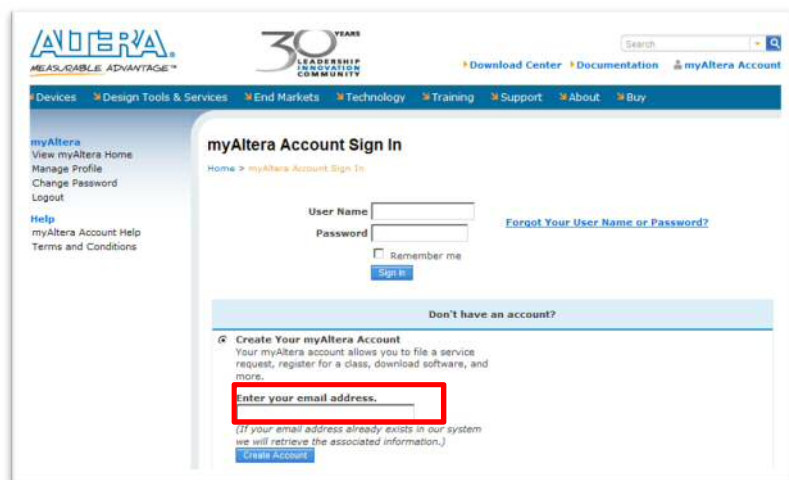 ALTERA®
MEASURABLE ADVANTAGE™
30 YEARS
LEADERSHIP
INNOVATION
COMMUNITY
Search
Download Center Documentation myAltera Account
Devices Design Tools & Services End Markets Technology Training Support About Buy
myAltera
View myAltera Home
Manage Profile
Change Password
Logout
Help
myAltera Account Help
Terms and Conditions
myAltera Account Sign In
Home > myAltera Account Sign In
User Name
Password
Forgot Your User Name or Password?
Remember me
Sign In
Don't have an account?
Create Your myAltera Account
Your myAltera account allows you to file a service
request, register for a class, download software, and
more.
Enter your email address.
(If your email address already exists in our system
we will retrieve the associated information.)
Create Account